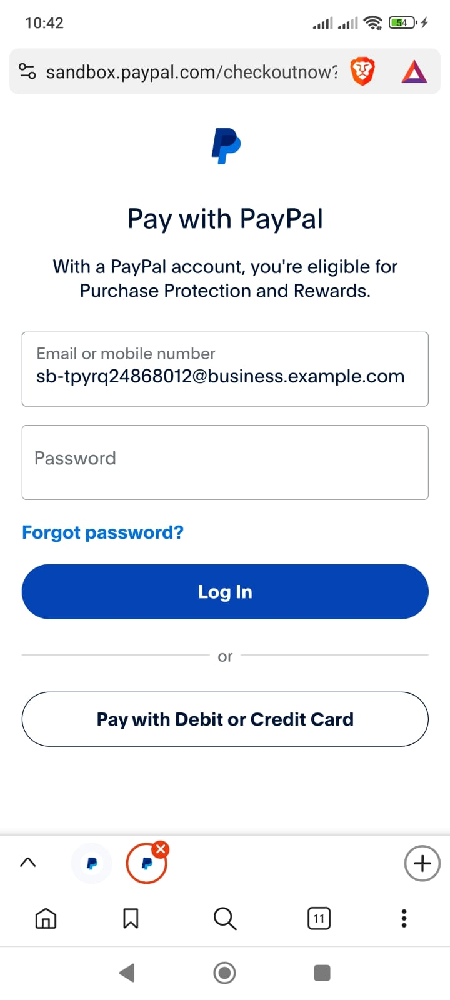 10:42
54
sandbox.paypal.com/checkoutnow?
Pay with PayPal
With a PayPal account, you're eligible for
Purchase Protection and Rewards.
Email or mobile number
sb-tpyrq24868012@business.example.com
Password
Forgot password?
Log In
or
Pay with Debit or Credit Card
11